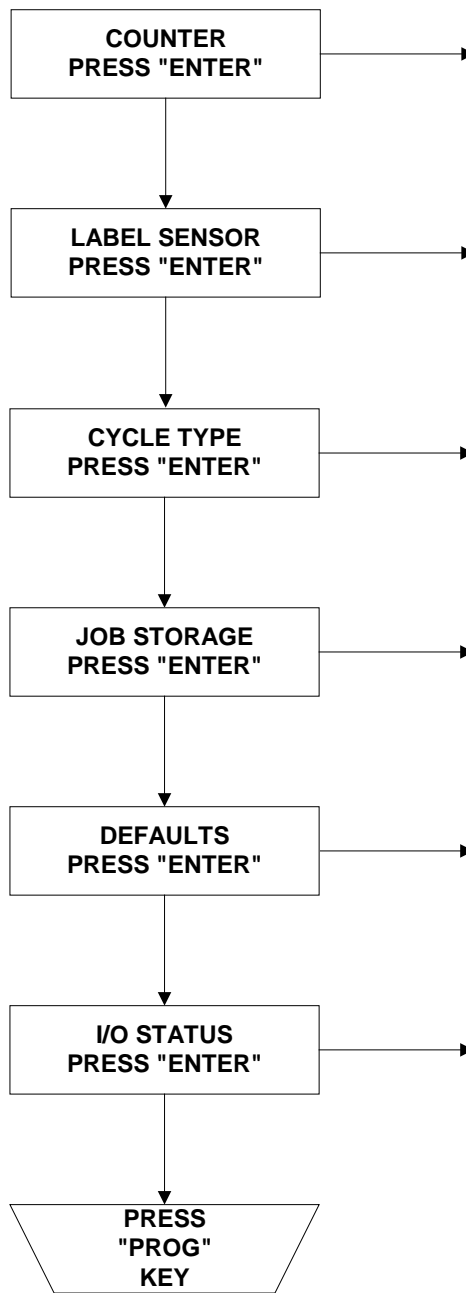 COUNTER
PRESS "ENTER"
LABEL SENSOR
PRESS "ENTER"
CYCLE TYPE
PRESS "ENTER"
JOB STORAGE
PRESS "ENTER"
DEFAULTS
PRESS "ENTER"
I/O STATUS
PRESS "ENTER"
PRESS
"PROG"
KEY